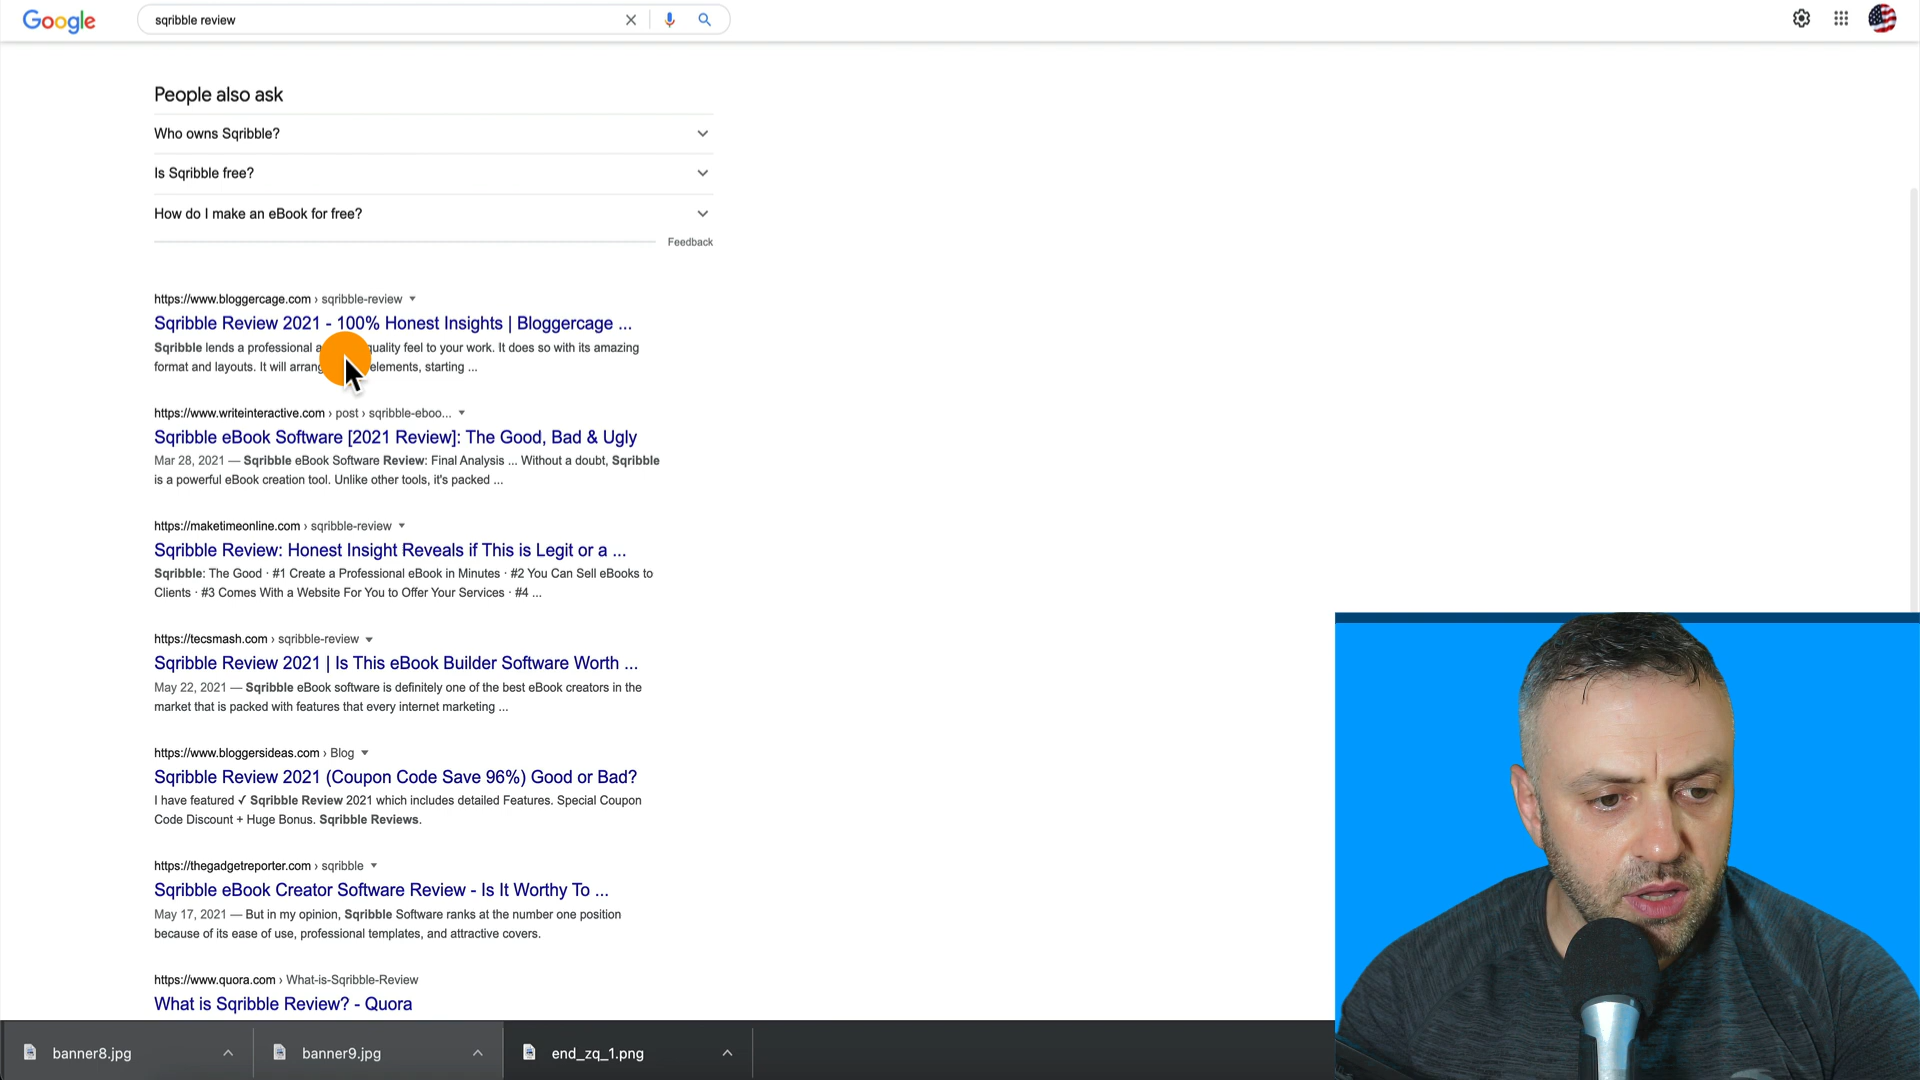 Google
sqribble review
People also ask
Who owns Sqribble?
Is Sqribble free?
How do I make an eBook for free?
Feedback
https://www.bloggercage.com › sqribble-review
Sqribble Review 2021 - 100% Honest Insights | Bloggercage ...
Sqribble lends a professional a quality feel to your work. It does so with its amazing
format and layouts. It will arran elements, starting ...
https://www.writeinteractive.com › post › sqribble-eboo...
Sqribble eBook Software [2021 Review]: The Good, Bad & Ugly
Mar 28, 2021 — Sqribble eBook Software Review: Final Analysis ... Without a doubt, Sqribble
is a powerful eBook creation tool. Unlike other tools, it's packed ...
https://maketimeonline.com › sqribble-review
Sqribble Review: Honest Insight Reveals if This is Legit or a ...
Sqribble: The Good · #1 Create a Professional eBook in Minutes · #2 You Can Sell eBooks to
Clients · #3 Comes With a Website For You to Offer Your Services · #4 ...
https://tecsmash.com › sqribble-review
Sqribble Review 2021 | Is This eBook Builder Software Worth ...
May 22, 2021 — Sqribble eBook software is definitely one of the best eBook creators in the
market that is packed with features that every internet marketing ...
https://www.bloggersideas.com › Blog
Sqribble Review 2021 (Coupon Code Save 96%) Good or Bad?
I have featured ✓ Sqribble Review 2021 which includes detailed Features. Special Coupon
Code Discount + Huge Bonus. Sqribble Reviews.
https://thegadgetreporter.com › sqribble
Sqribble eBook Creator Software Review - Is It Worthy To ...
May 17, 2021 — But in my opinion, Sqribble Software ranks at the number one position
because of its ease of use, professional templates, and attractive covers.
https://www.quora.com › What-is-Sqribble-Review
What is Sqribble Review? - Quora
banner8.jpg
banner9.jpg
end_zq_1.png